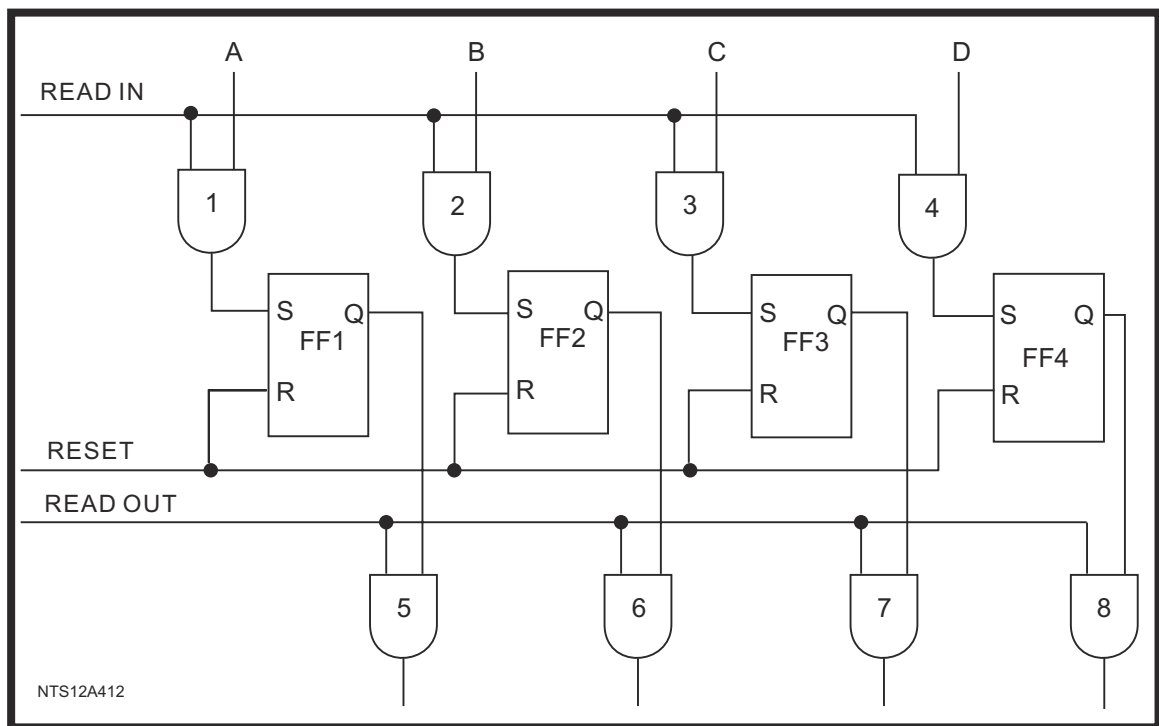 A B C D
READ IN
1 2 3 4
S Q S Q S Q S Q
FF1 FF2 FF3 FF4
R R R R
RESET
READ OUT
5 6 7 8
NTS12A412